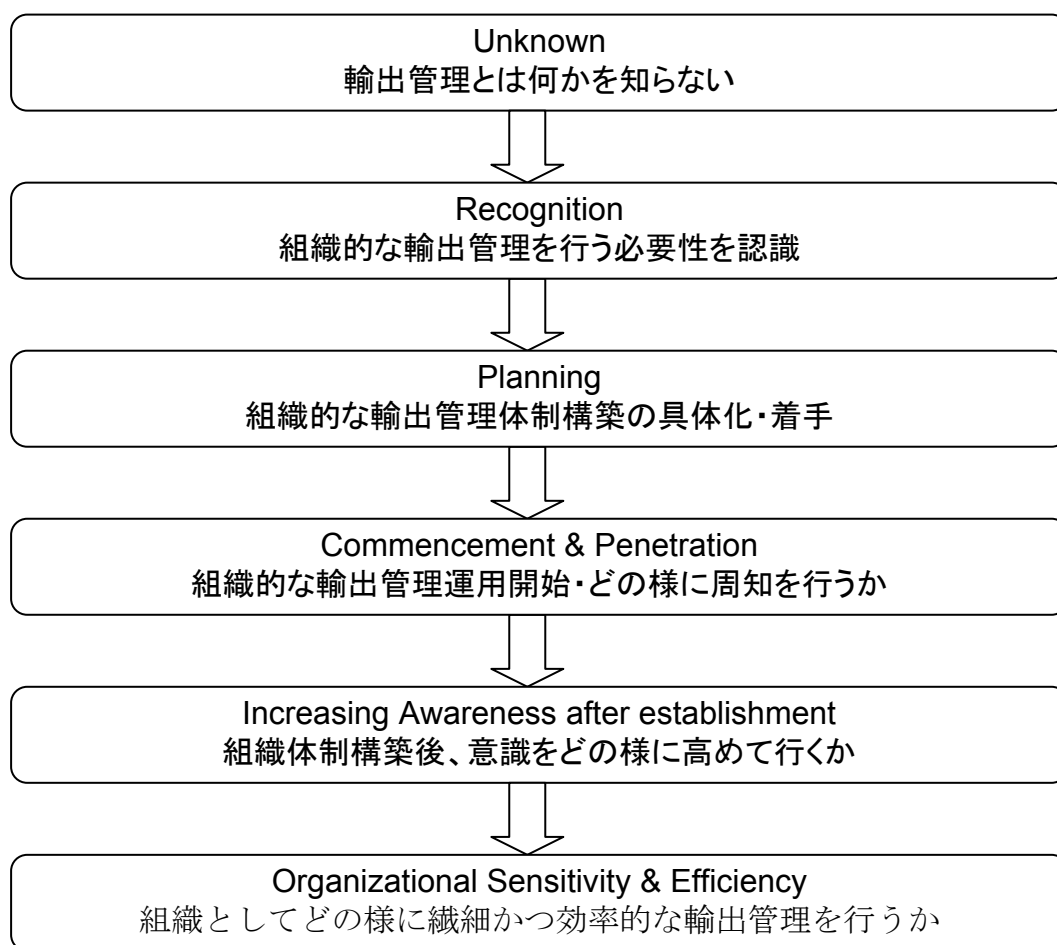 Unknown
輸出管理とは何かを知らない
Recognition
組織的な輸出管理を行う必要性を認識
Planning
組織的な輸出管理体制構築の具体化・着手
Commencement & Penetration
組織的な輸出管理運用開始・どの様に周知を行うか
Increasing Awareness after establishment
組織体制構築後、意識をどの様に高めて行くか
Organizational Sensitivity & Efficiency
組織としてどの様に繊細かつ効率的な輸出管理を行うか